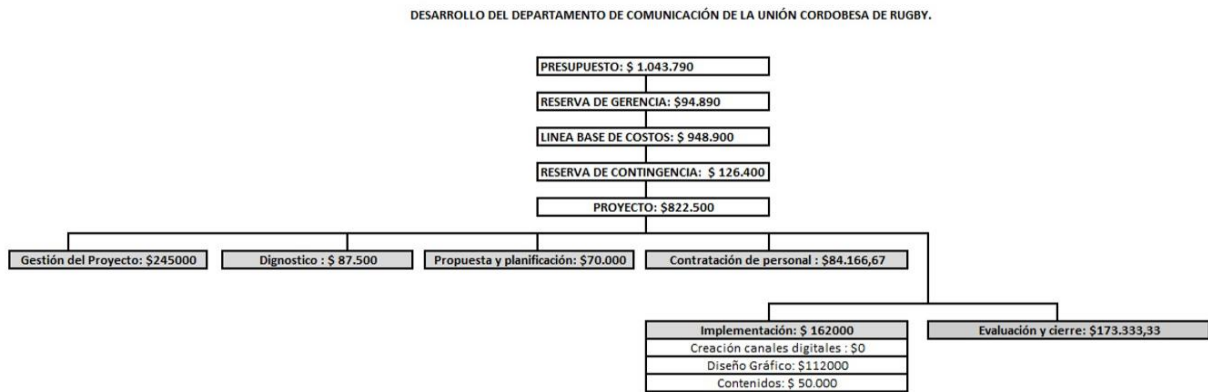 DESARROLLO DEL DEPARTAMENTO DE COMUNICACIÓN DE LA UNIÓN CORDOBESA DE RUGBY.
PRESUPUESTO: $ 1.043.790
RESERVA DE GERENCIA: $94.890
LINEA BASE DE COSTOS: $ 948.900
RESERVA DE CONTINGENCIA: $ 126.400
PROYECTO: $822.500
Gestión del Proyecto: $245000
Dignostico : $ 87.500
Propuesta y planificación: $70.000
Contratación de personal : $84.166,67
Implementación: $ 162000
Creación canales digitales : $0
Diseño Gráfico: $112000
Contenidos: $ 50.000
Evaluación y cierre: $173.333,33